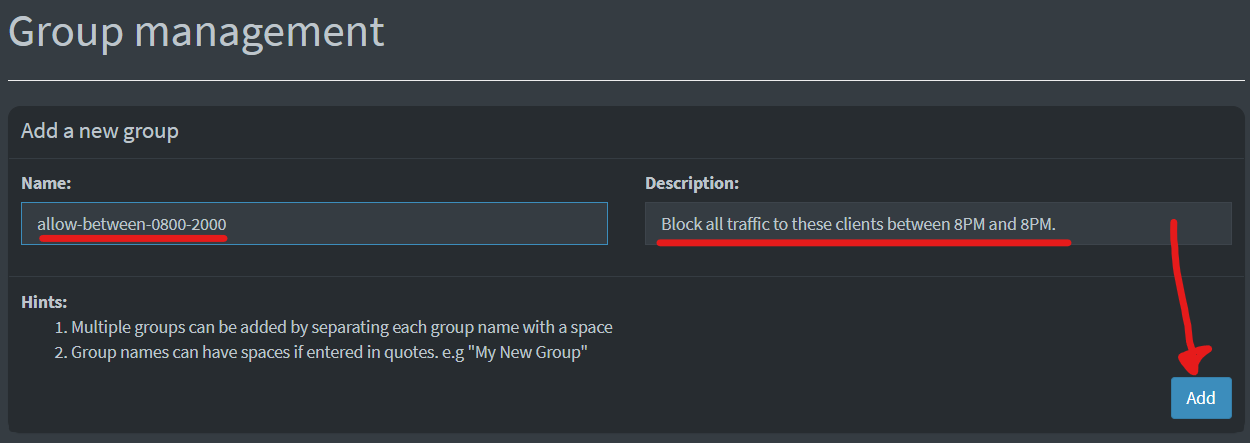 Group management
Add a new group
Name:
Description:
allow-between-0800-2000
Block all traffic to these clients between 8PM and 8PM.
Hints:
1. Multiple groups can be added by separating each group name with a space
2. Group names can have spaces if entered in quotes. e.g "My New Group"
Add